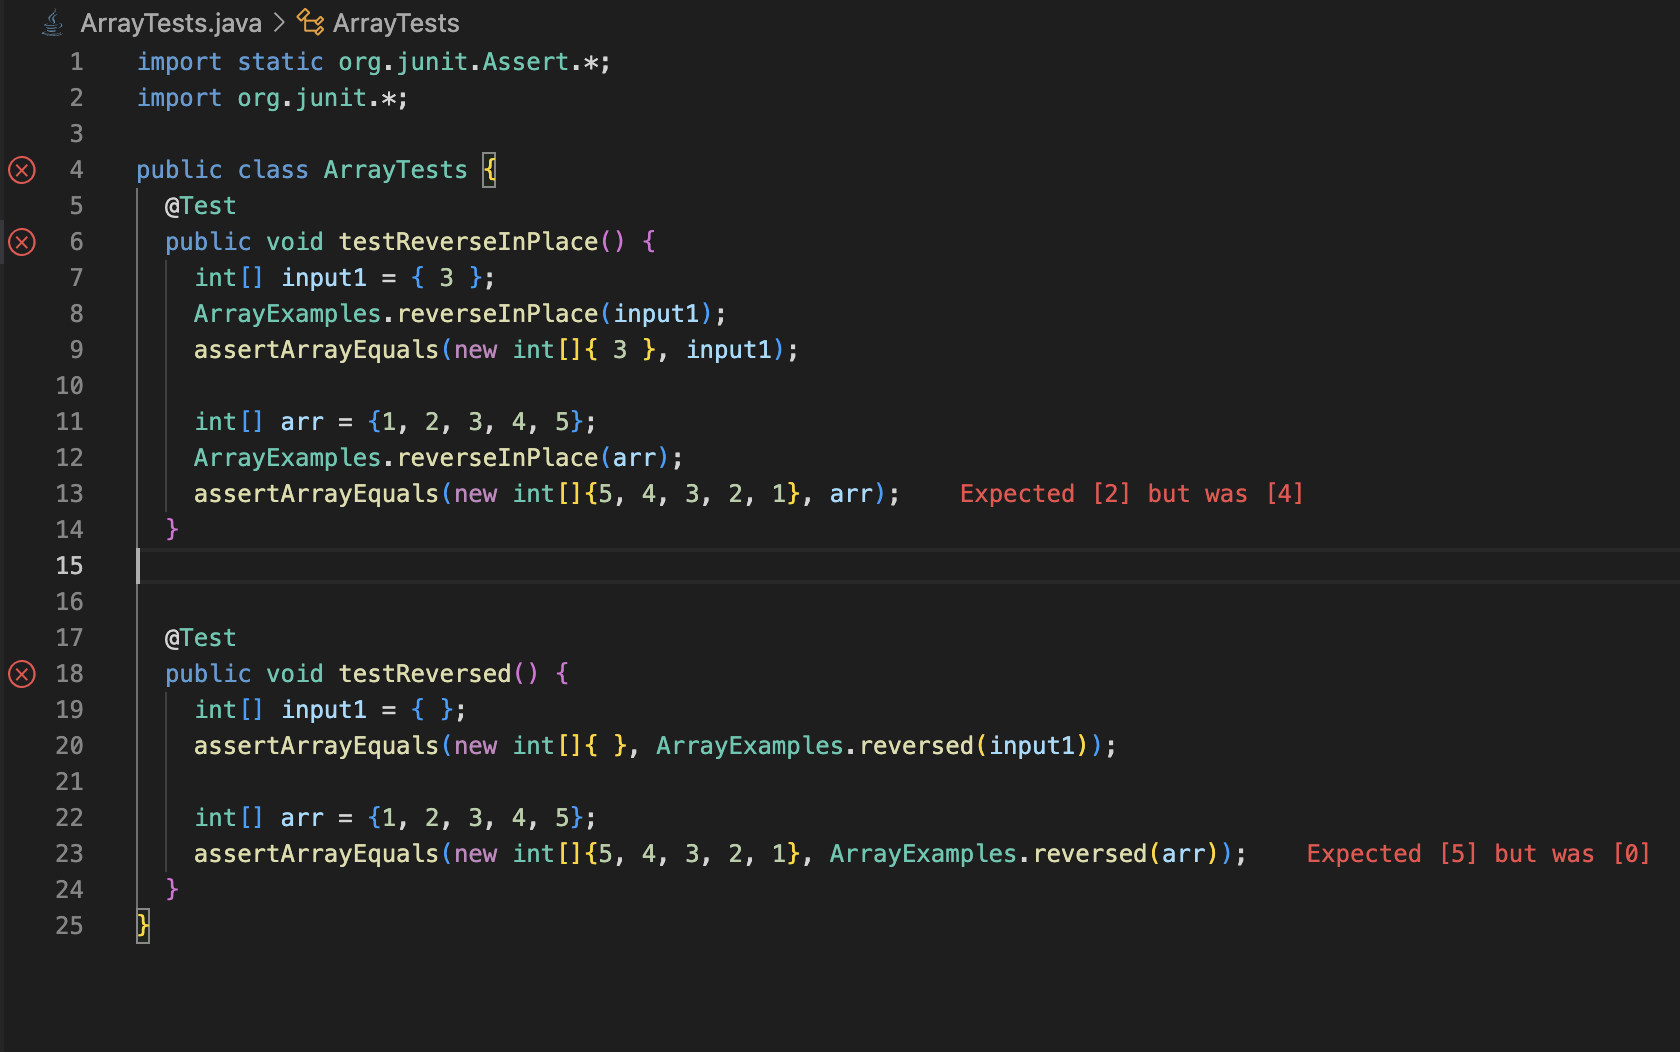 ArrayTests.java > ArrayTests
1 import static org.junit.Assert.*;
2 import org.junit.*;
3
4 public class ArrayTests {
5   @Test
6   public void testReverseInPlace() {
7     int[] input1 = { 3 };
8     ArrayExamples.reverseInPlace(input1);
9     assertArrayEquals(new int[]{ 3 }, input1);
10
11     int[] arr = {1, 2, 3, 4, 5};
12     ArrayExamples.reverseInPlace(arr);
13     assertArrayEquals(new int[]{5, 4, 3, 2, 1}, arr);    Expected [2] but was [4]
14   }
15
16
17   @Test
18   public void testReversed() {
19     int[] input1 = { };
20     assertArrayEquals(new int[]{ }, ArrayExamples.reversed(input1));
21
22     int[] arr = {1, 2, 3, 4, 5};
23     assertArrayEquals(new int[]{5, 4, 3, 2, 1}, ArrayExamples.reversed(arr));    Expected [5] but was [0]
24   }
25 }